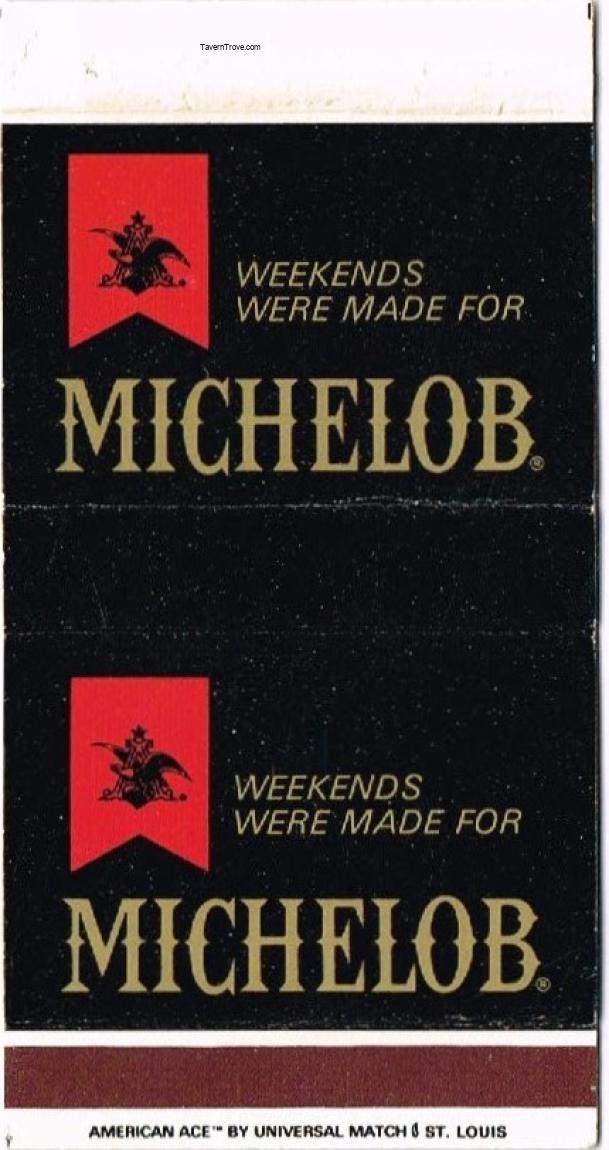 TavernTrove.com
WEEKENDS
WERE MADE FOR
MICHELOB®
WEEKENDS
WERE MADE FOR
MICHELOB®
AMERICAN ACE™ BY UNIVERSAL MATCH ST. LOUIS